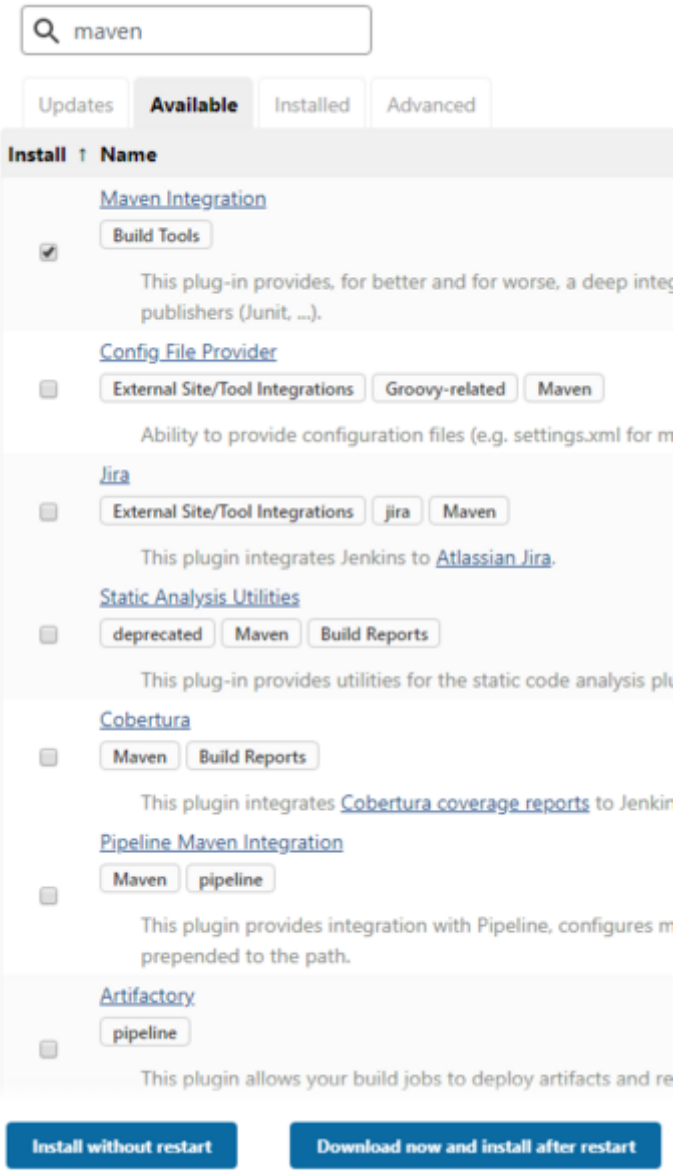 maven
Updates Available Installed Advanced
Install ↑ Name
Maven Integration
Build Tools
This plug-in provides, for better and for worse, a deep
publishers (Junit, ...).
Config File Provider
External Site/Tool Integrations Groovy-related Maven
Ability to provide configuration files (e.g. settings.xml for
Jira
External Site/Tool Integrations jira Maven
This plugin integrates Jenkins to Atlassian Jira.
Static Analysis Utilities
deprecated Maven Build Reports
This plug-in provides utilities for the static code analysis
Cobertura
Maven Build Reports
This plugin integrates Cobertura coverage reports to
Pipeline Maven Integration
Maven pipeline
This plugin provides integration with Pipeline, configures
prepended to the path.
Artifactory
pipeline
This plugin allows your build jobs to deploy artifacts and
Install without restart Download now and install after restart